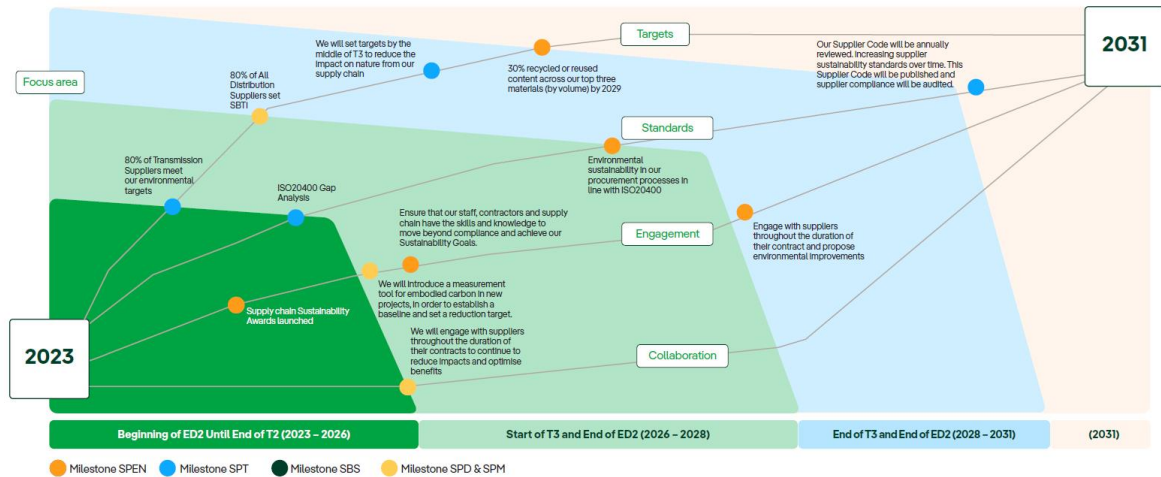 Targets
2031
We will set targets by the
middle of T3 to reduce the
impact on nature from our
supply chain
Our Supplier Code will be annually
reviewed. Increasing supplier
sustainability standards over time. This
Supplier Code will be published and
supplier compliance will be audited.
30% recycled or reused
content across our top three
materials (by volume) by 2029
80% of All
Distribution
Suppliers set
SBTI
Focus area
Standards
80% of Transmission
Suppliers meet
our environmental
targets
Environmental
sustainability in our
procurement processes in
line with ISO20400
ISO20400 Gap
Analysis
Ensure that our staff, contractors and supply
chain have the skills and knowledge to
move beyond compliance and achieve our
Sustainability Goals.
Engagement
Engage with suppliers
throughout the duration of
their contract and propose
environmental improvements
We will introduce a measurement
tool for embodied carbon in new
projects, in order to establish a
baseline and set a reduction target.
Supply chain Sustainability
Awards launched
2023
We will engage with suppliers
throughout the duration of
their contracts to continue to
reduce impacts and optimise
benefits
Collaboration
Beginning of ED2 Until End of T2 (2023 – 2026)
Start of T3 and End of ED2 (2026 – 2028)
End of T3 and End of ED2 (2028 – 2031)
(2031)
Milestone SPEN
Milestone SPT
Milestone SBS
Milestone SPD & SPM